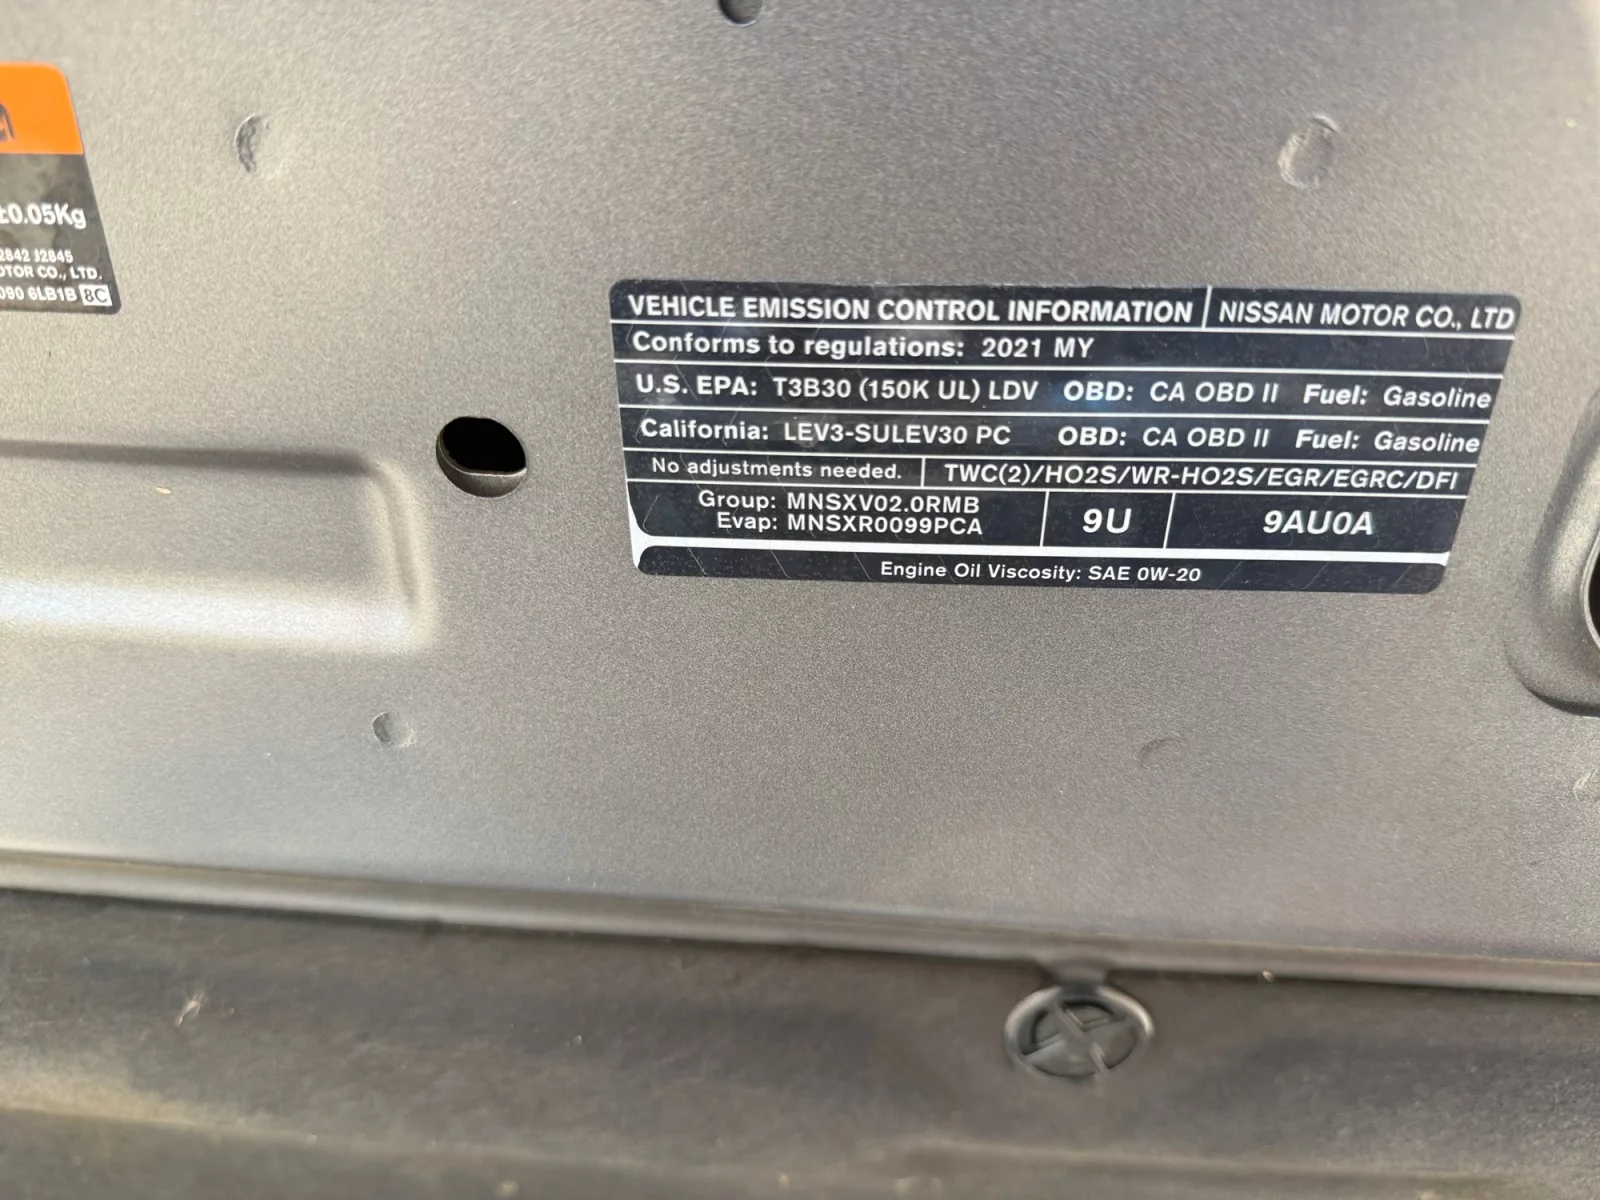 ±0.05Kg
2842 J2845
OTOR CO., LTD.
090 6LB1B 8C
VEHICLE EMISSION CONTROL INFORMATION NISSAN MOTOR CO., LTD
Conforms to regulations: 2021 MY
U.S. EPA: T3B30 (150K UL) LDV OBD: CA OBD II Fuel: Gasoline
California: LEV3-SULEV30 PC OBD: CA OBD II Fuel: Gasoline
No adjustments needed. TWC(2)/HO2S/WR-HO2S/EGR/EGRC/DFI
Group: MNSXV02.0RMB
Evap: MNSXR0099PCA
9U 9AU0A
Engine Oil Viscosity: SAE 0W-20